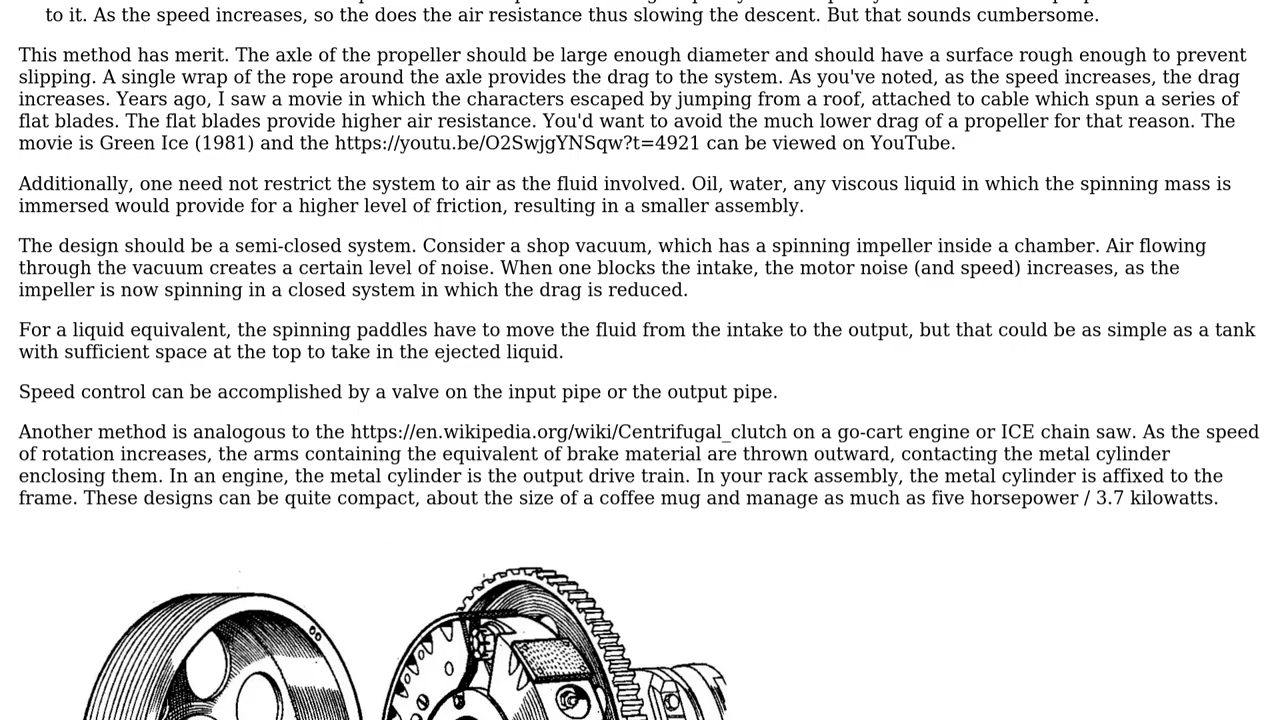 to it. As the speed increases, so the does the air resistance thus slowing the descent. But that sounds cumbersome.
This method has merit. The axle of the propeller should be large enough diameter and should have a surface rough enough to prevent
slipping. A single wrap of the rope around the axle provides the drag to the system. As you've noted, as the speed increases, the drag
increases. Years ago, I saw a movie in which the characters escaped by jumping from a roof, attached to cable which spun a series of
flat blades. The flat blades provide higher air resistance. You'd want to avoid the much lower drag of a propeller for that reason. The
movie is Green Ice (1981) and the https://youtu.be/O2SwjgYNSqw?t=4921 can be viewed on YouTube.
Additionally, one need not restrict the system to air as the fluid involved. Oil, water, any viscous liquid in which the spinning mass is
immersed would provide for a higher level of friction, resulting in a smaller assembly.
The design should be a semi-closed system. Consider a shop vacuum, which has a spinning impeller inside a chamber. Air flowing
through the vacuum creates a certain level of noise. When one blocks the intake, the motor noise (and speed) increases, as the
impeller is now spinning in a closed system in which the drag is reduced.
For a liquid equivalent, the spinning paddles have to move the fluid from the intake to the output, but that could be as simple as a tank
with sufficient space at the top to take in the ejected liquid.
Speed control can be accomplished by a valve on the input pipe or the output pipe.
Another method is analogous to the https://en.wikipedia.org/wiki/Centrifugal_clutch on a go-cart engine or ICE chain saw. As the speed
of rotation increases, the arms containing the equivalent of brake material are thrown outward, contacting the metal cylinder
enclosing them. In an engine, the metal cylinder is the output drive train. In your rack assembly, the metal cylinder is affixed to the
frame. These designs can be quite compact, about the size of a coffee mug and manage as much as five horsepower / 3.7 kilowatts.